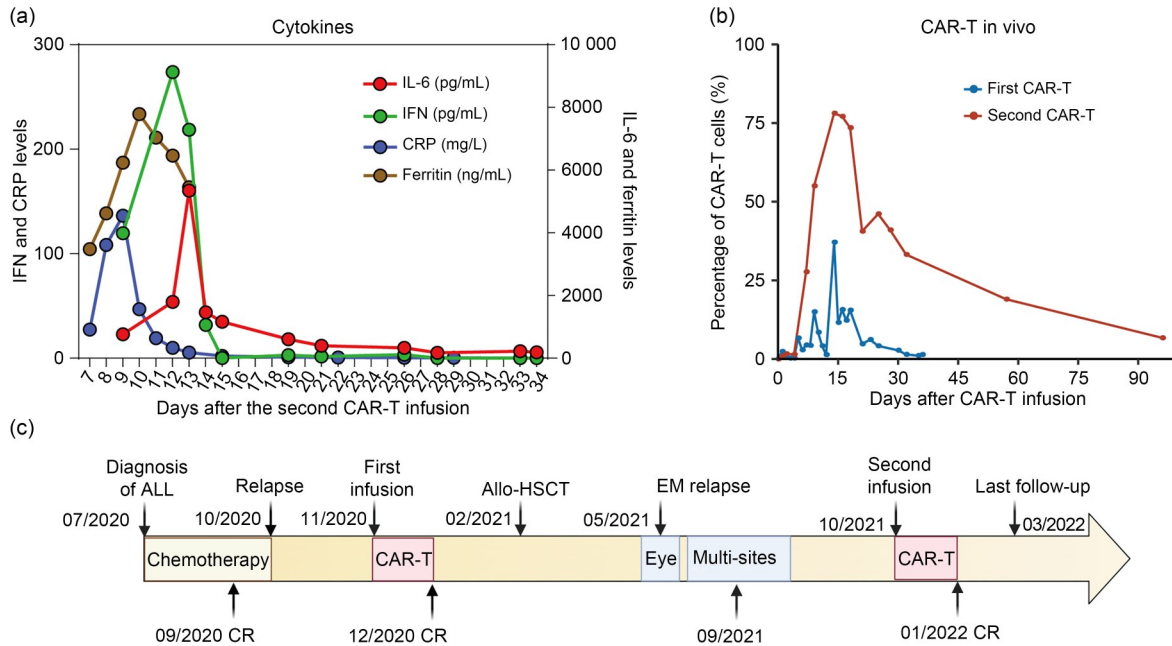 (a)
Cytokines
300
200
100
0
IFN and CRP levels
10 000
8000
6000
4000
2000
0
IL-6 and ferritin levels
IL-6 (pg/mL)
IFN (pg/mL)
CRP (mg/L)
Ferritin (ng/mL)
7 8 9 10 11 12 13 14 15 16 17 18 19 20 21 22 23 24 25 26 27 28 29 30 31 32 33 34
Days after the second CAR-T infusion
(b)
CAR-T in vivo
100
75
50
25
0
Percentage of CAR-T cells (%)
First CAR-T
Second CAR-T
0 15 30 45 60 75 90
Days after CAR-T infusion
(c)
Diagnosis
of ALL
07/2020
Relapse
10/2020
First
infusion
11/2020
Allo-HSCT
02/2021
EM relapse
05/2021
Second
infusion
10/2021
Last follow-up
03/2022
Chemotherapy
CAR-T
Eye
Multi-sites
CAR-T
09/2020 CR
12/2020 CR
09/2021
01/2022 CR